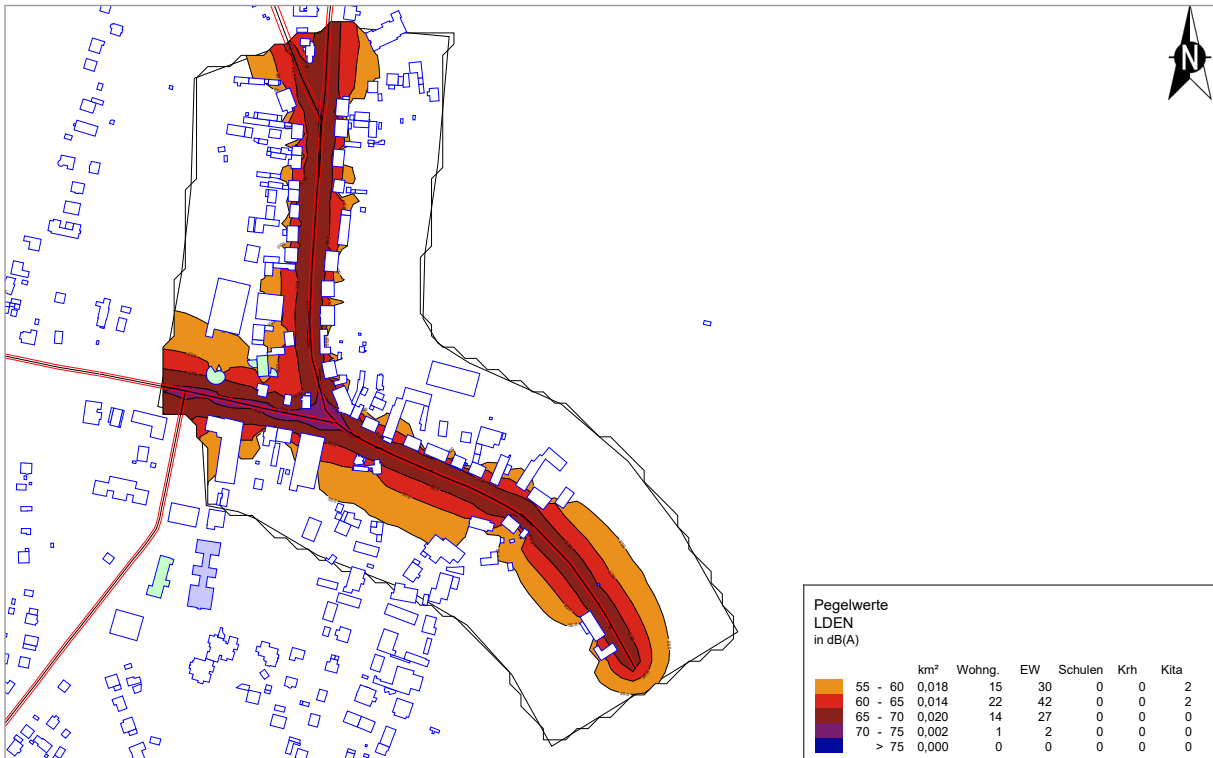 N
Pegelwerte
LDEN
in dB(A)
km² Wohng. EW Schulen Krh Kita
55 - 60 0,018 15 30 0 0 2
60 - 65 0,014 22 42 0 0 2
65 - 70 0,020 14 27 0 0 0
70 - 75 0,002 1 2 0 0 0
> 75 0,000 0 0 0 0 0